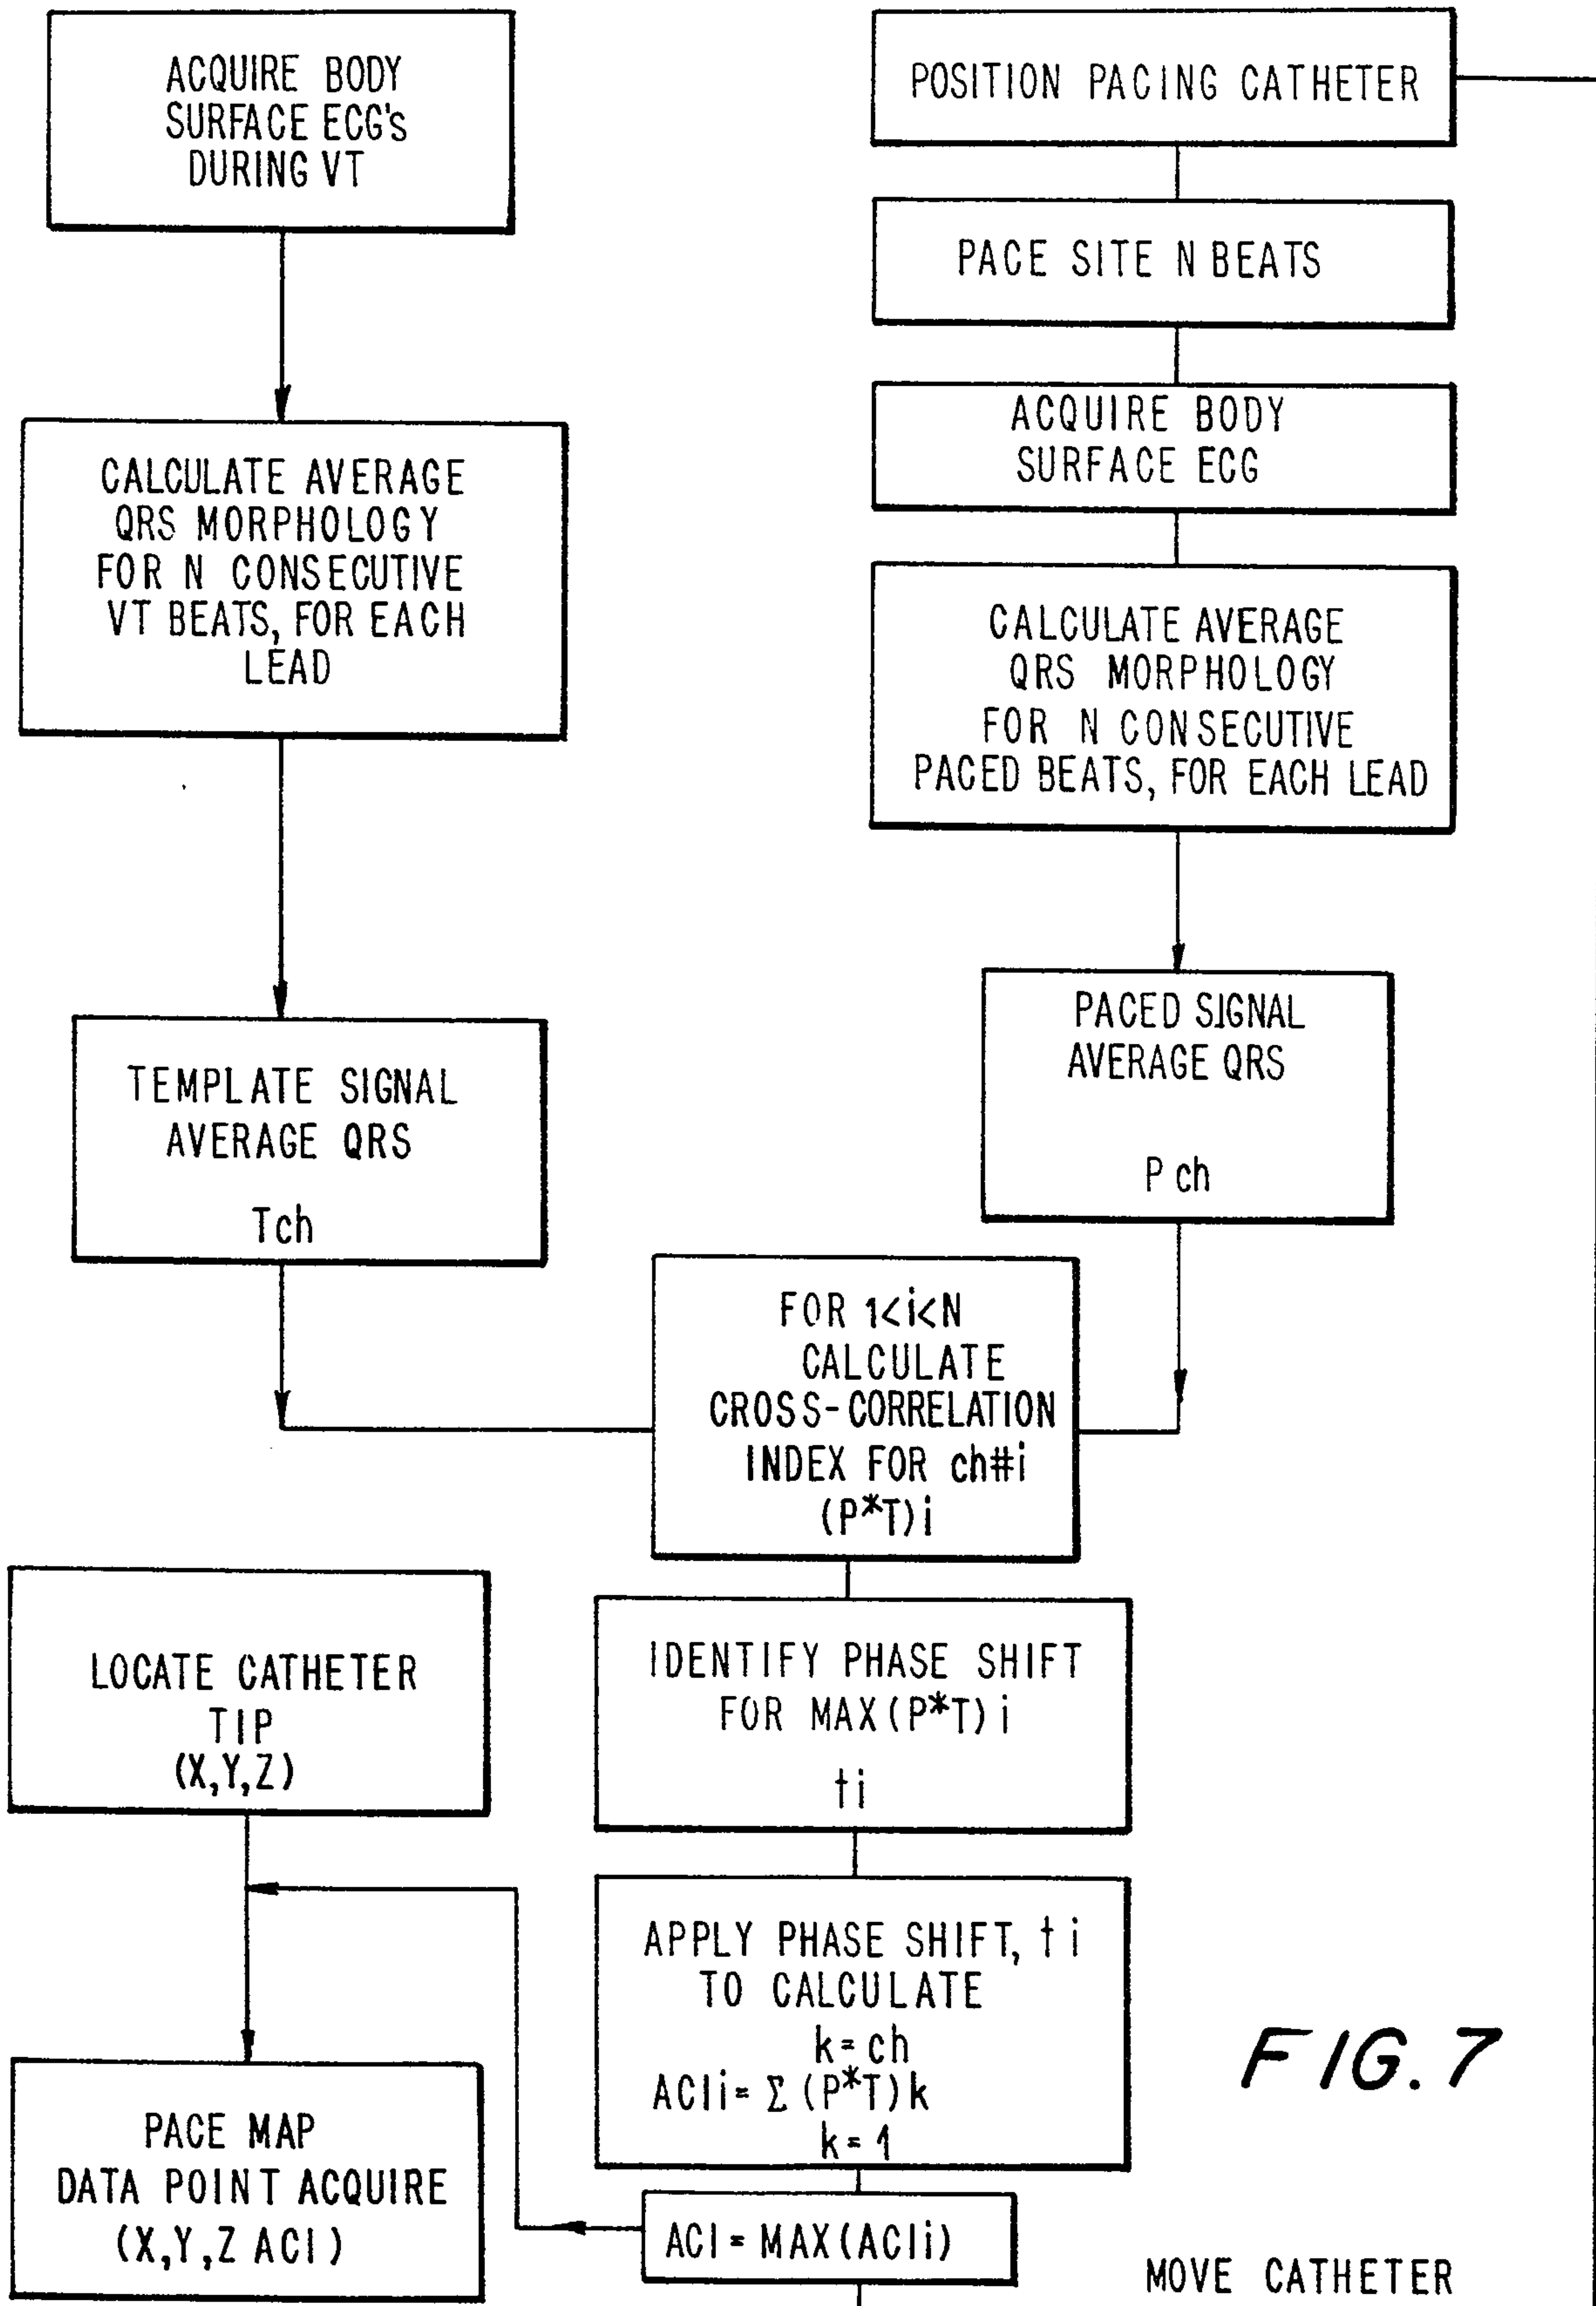 ACQUIRE BODY
SURFACE ECG's
DURING VT
CALCULATE AVERAGE
QRS MORPHOLOGY
FOR N CONSECUTIVE
VT BEATS, FOR EACH
LEAD
TEMPLATE SIGNAL
AVERAGE QRS
Tch
POSITION PACING CATHETER
PACE SITE N BEATS
ACQUIRE BODY
SURFACE ECG
CALCULATE AVERAGE
QRS MORPHOLOGY
FOR N CONSECUTIVE
PACED BEATS, FOR EACH LEAD
PACED SIGNAL
AVERAGE QRS
P ch
FOR 1<i<N
CALCULATE
CROSS-CORRELATION
INDEX FOR ch#i
(P*T)i
IDENTIFY PHASE SHIFT
FOR MAX(P*T)i
ti
APPLY PHASE SHIFT, ti
TO CALCULATE
k=ch
ACIi=Σ(P*T)k
k=1
ACI=MAX(ACIi)
LOCATE CATHETER
TIP
(X,Y,Z)
PACE MAP
DATA POINT ACQUIRE
(X,Y,Z ACI)
MOVE CATHETER
FIG. 7